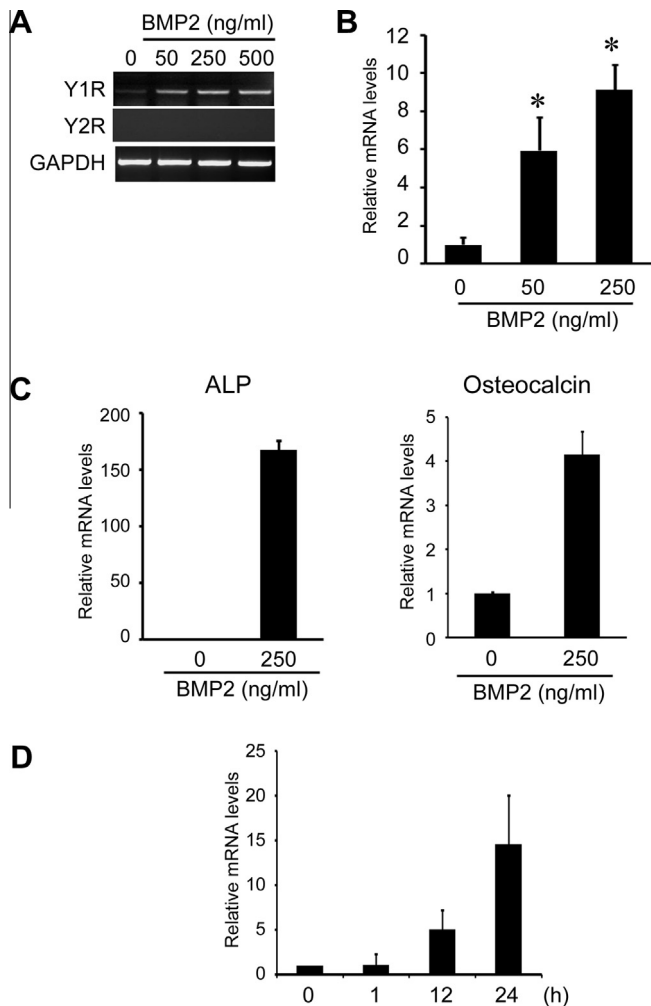 A
BMP2 (ng/ml)
0 50 250 500
Y1R
Y2R
GAPDH
B
Relative mRNA levels
12
10
8
6
4
2
0
*
*
0 50 250
BMP2 (ng/ml)
C
ALP
Relative mRNA levels
200
150
100
50
0
0 250
BMP2 (ng/ml)
Osteocalcin
Relative mRNA levels
5
4
3
2
1
0
0 250
BMP2 (ng/ml)
D
Relative mRNA levels
25
20
15
10
5
0
0 1 12 24 (h)